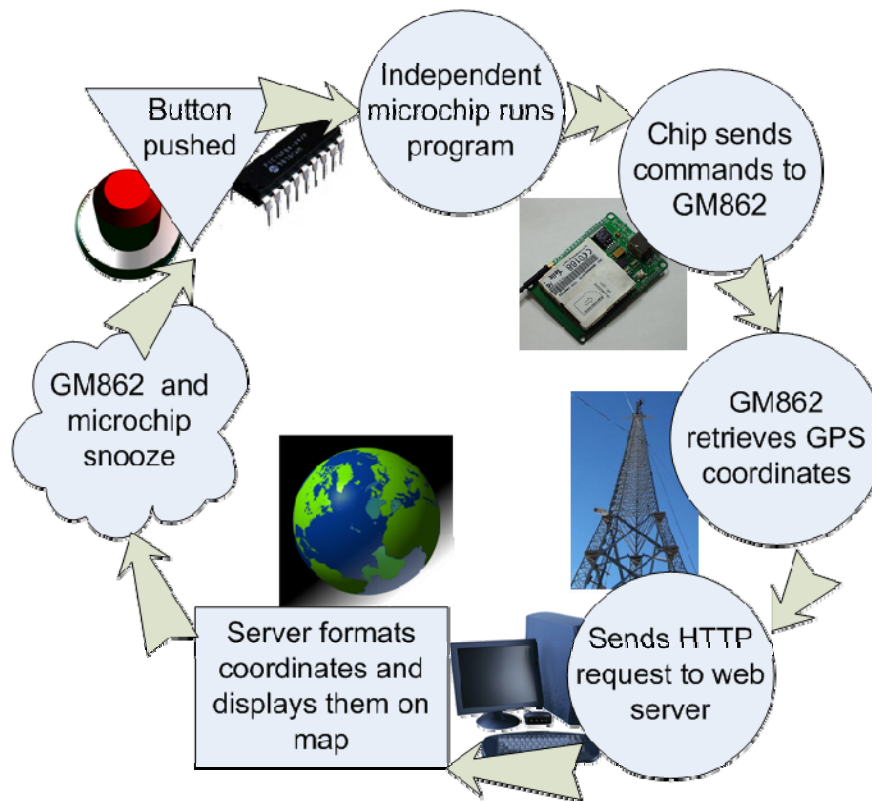 Button
pushed
Independent
microchip runs
program
Chip sends
commands to
GM862
GM862
retrieves GPS
coordinates
Sends HTTP
request to web
server
Server formats
coordinates and
displays them on
map
GM862 and
microchip
snooze